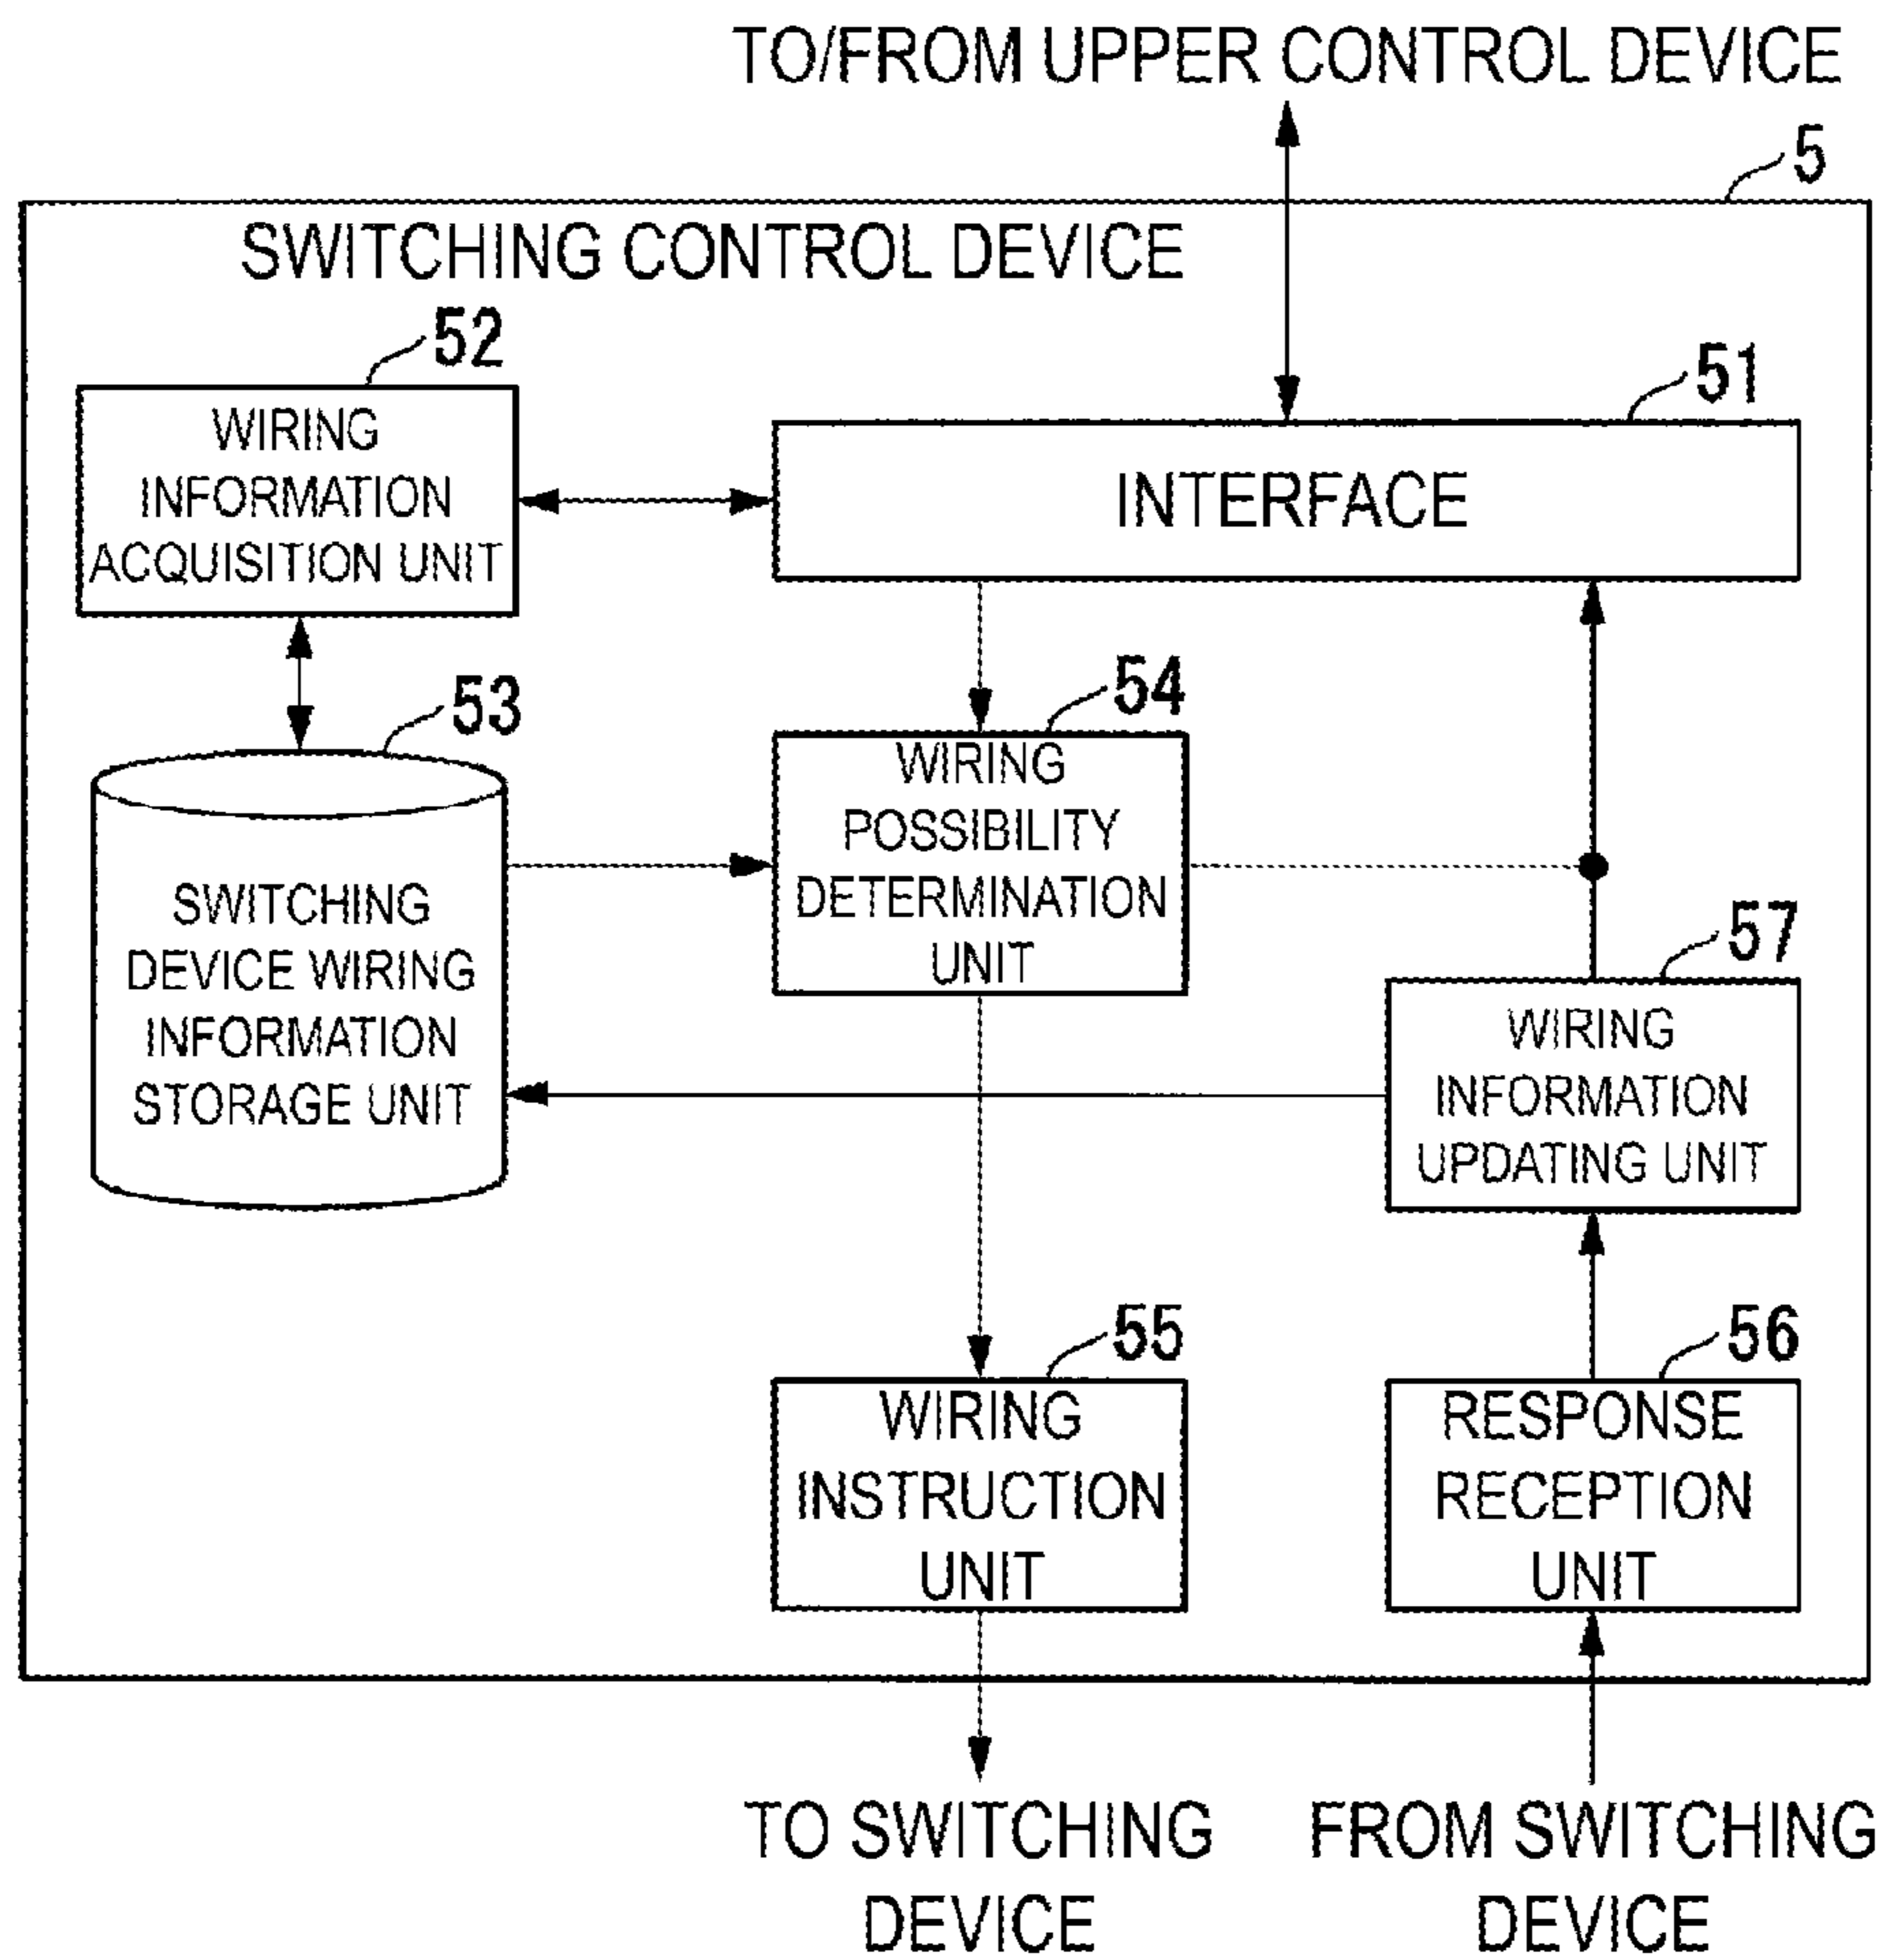 TO/FROM UPPER CONTROL DEVICE
5
SWITCHING CONTROL DEVICE
52
WIRING
INFORMATION
ACQUISITION UNIT
51
INTERFACE
53
SWITCHING
DEVICE WIRING
INFORMATION
STORAGE UNIT
54
WIRING
POSSIBILITY
DETERMINATION
UNIT
57
WIRING
INFORMATION
UPDATING UNIT
55
WIRING
INSTRUCTION
UNIT
56
RESPONSE
RECEPTION
UNIT
TO SWITCHING
DEVICE
FROM SWITCHING
DEVICE